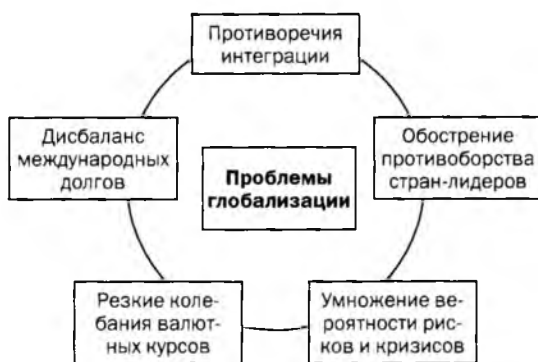 Противоречия
интеграции
Дисбаланс
международных
долгов
Обострение
противоборства
стран-лидеров
Проблемы
глобализации
Резкие коле-
бания валют-
ных курсов
Умножение ве-
роятности рис-
ков и кризисов